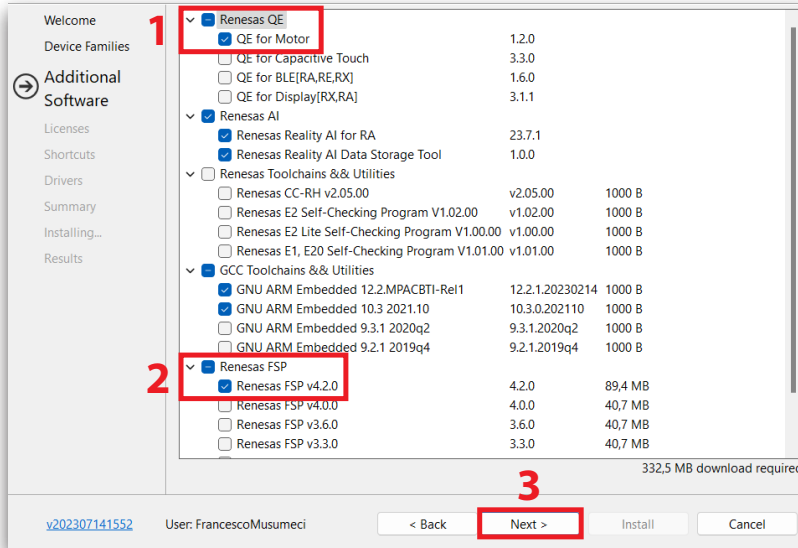 Welcome
Device Families
Additional
Software
Licenses
Shortcuts
Drivers
Summary
Installing...
Results
1
Renesas QE
QE for Motor 1.2.0
QE for Capacitive Touch 3.3.0
QE for BLE[RA,RE,RX] 1.6.0
QE for Display[RX,RA] 3.1.1
Renesas AI
Renesas Reality AI for RA 23.7.1
Renesas Reality AI Data Storage Tool 1.0.0
Renesas Toolchains && Utilities
Renesas CC-RH v2.05.00 v2.05.00 1000 B
Renesas E2 Self-Checking Program V1.02.00 v1.02.00 1000 B
Renesas E2 Lite Self-Checking Program V1.00.00 v1.00.00 1000 B
Renesas E1, E20 Self-Checking Program V1.01.00 v1.01.00 1000 B
GCC Toolchains && Utilities
GNU ARM Embedded 12.2.MPACBTI-Rel1 12.2.1.20230214 1000 B
GNU ARM Embedded 10.3 2021.10 10.3.0.202110 1000 B
GNU ARM Embedded 9.3.1 2020q2 9.3.1.2020q2 1000 B
GNU ARM Embedded 9.2.1 2019q4 9.2.1.2019q4 1000 B
2
Renesas FSP
Renesas FSP v4.2.0 4.2.0 89,4 MB
Renesas FSP v4.0.0 4.0.0 40,7 MB
Renesas FSP v3.6.0 3.6.0 40,7 MB
Renesas FSP v3.3.0 3.3.0 40,7 MB
332,5 MB download required
3
v202307141552 User: FrancescoMusumeci < Back Next > Install Cancel